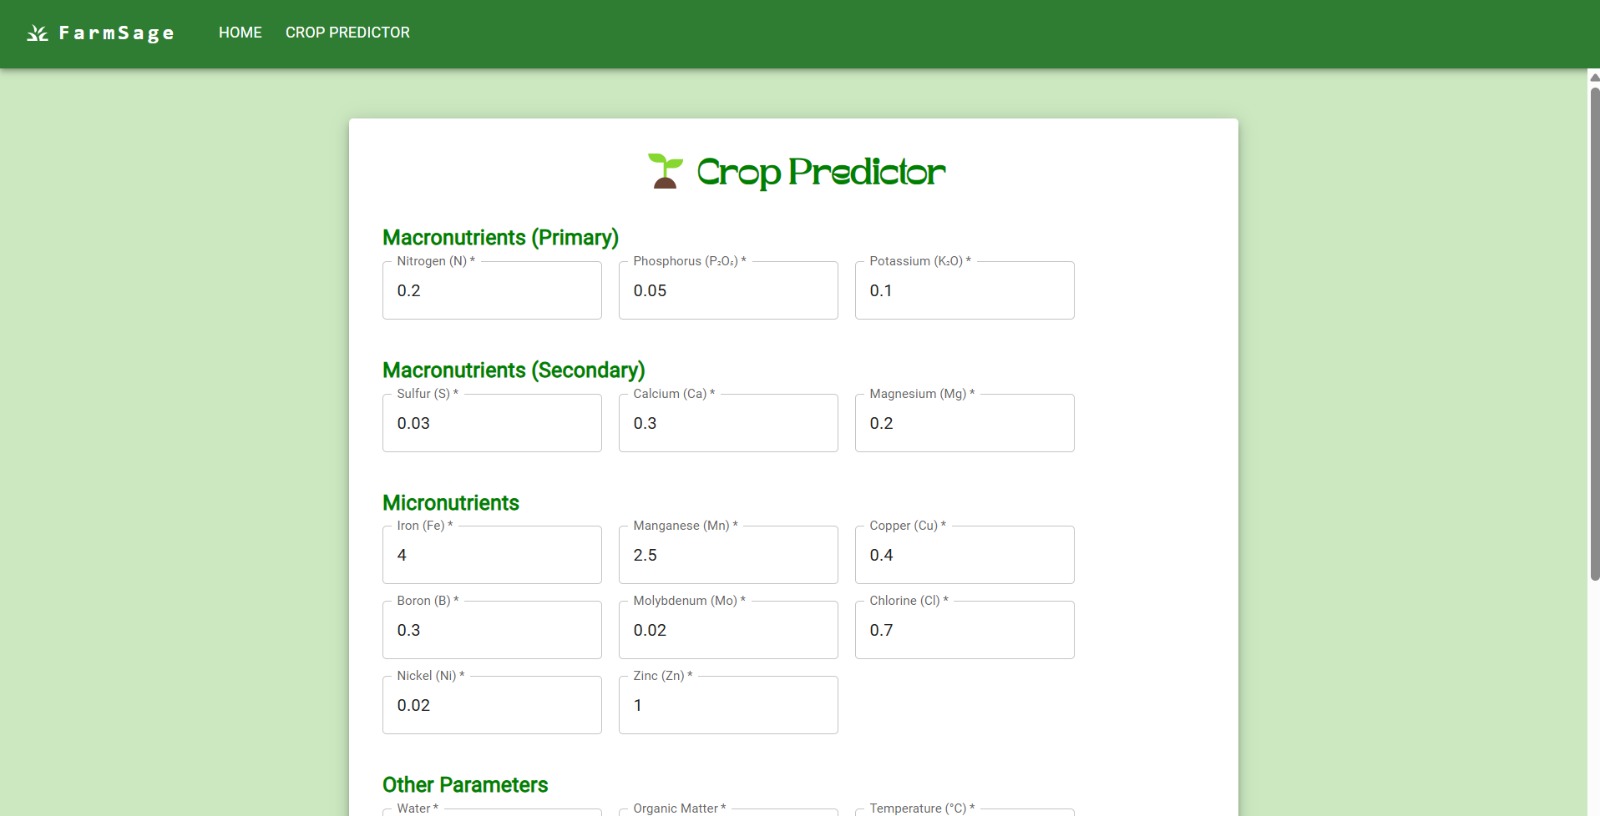 FarmSage HOME CROP PREDICTOR
Crop Predictor
Macronutrients (Primary)
Nitrogen (N) * Phosphorus (P₂O₅) * Potassium (K₂O) *
0.2 0.05 0.1
Macronutrients (Secondary)
Sulfur (S) * Calcium (Ca) * Magnesium (Mg) *
0.03 0.3 0.2
Micronutrients
Iron (Fe) * Manganese (Mn) * Copper (Cu) *
4 2.5 0.4
Boron (B) * Molybdenum (Mo) * Chlorine (Cl) *
0.3 0.02 0.7
Nickel (Ni) * Zinc (Zn) *
0.02 1
Other Parameters
Water * Organic Matter * Temperature (°C) *